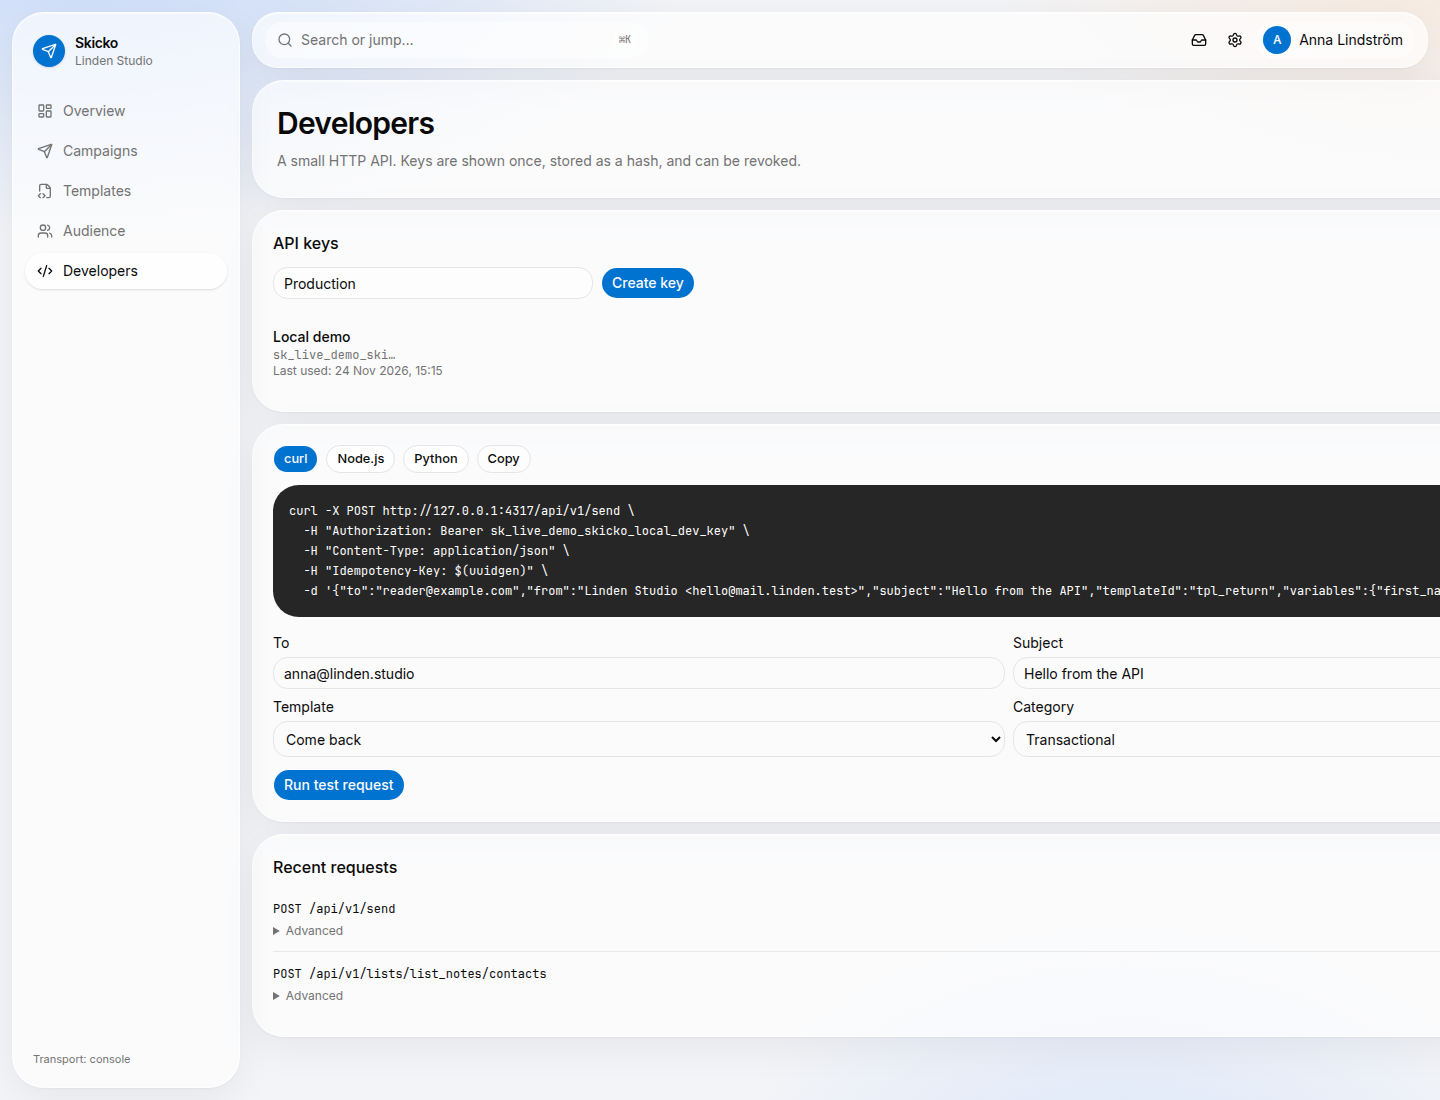 Skicko
Linden Studio
Overview
Campaigns
Templates
Audience
Developers
Transport: console
Search or jump...
⌘K
A
Anna Lindström
Developers
A small HTTP API. Keys are shown once, stored as a hash, and can be revoked.
API keys
Production
Create key
Local demo
sk_live_demo_ski…
Last used: 24 Nov 2026, 15:15
curl
Node.js
Python
Copy
curl -X POST http://127.0.0.1:4317/api/v1/send \
-H "Authorization: Bearer sk_live_demo_skicko_local_dev_key" \
-H "Content-Type: application/json" \
-H "Idempotency-Key: $(uuidgen)" \
-d '{"to":"reader@example.com","from":"Linden Studio <hello@mail.linden.test>","subject":"Hello from the API","templateId":"tpl_return","variables":{"first_na
To
Subject
anna@linden.studio
Hello from the API
Template
Category
Come back
Transactional
Run test request
Recent requests
POST /api/v1/send
Advanced
POST /api/v1/lists/list_notes/contacts
Advanced